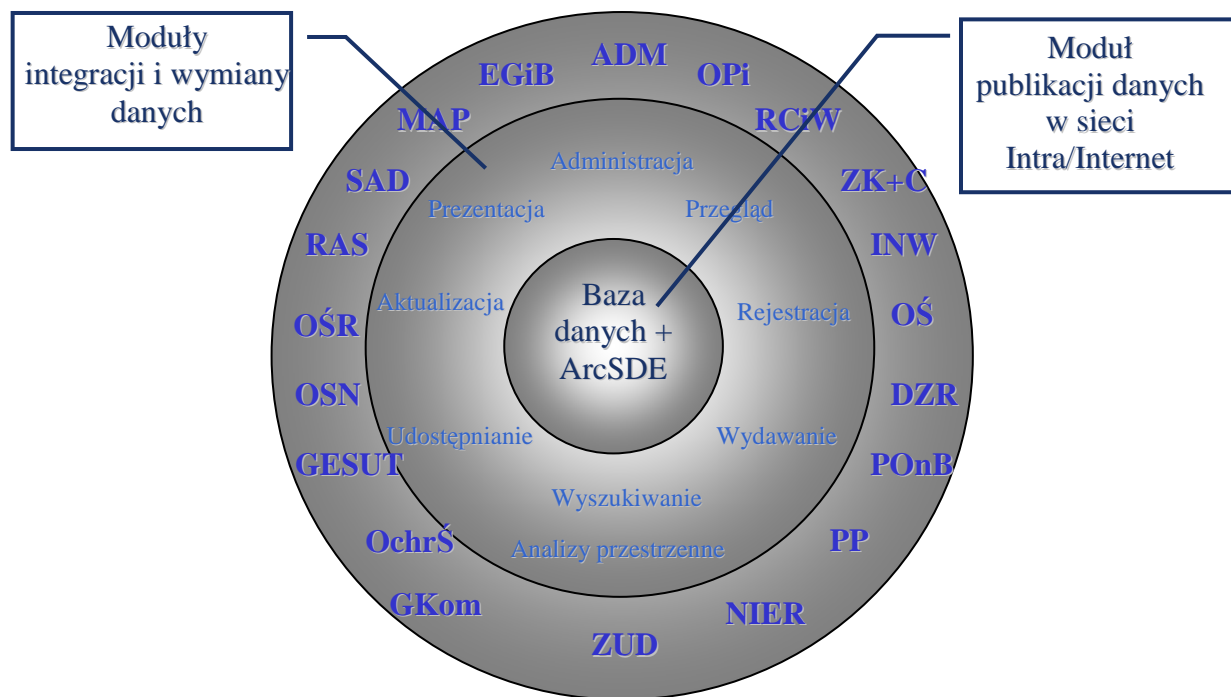 Moduły
integracji i wymiany
danych
Moduł
publikacji danych
w sieci
Intra/Internet
ADM
EGiB
OPi
MAP
RCiW
SAD
ZK+C
RAS
INW
OŚR
OŚ
OSN
DZR
GESUT
POnB
OchrŚ
PP
GKom
NIER
ZUD
Administracja
Prezentacja
Przegląd
Aktualizacja
Rejestracja
Udostępnianie
Wydawanie
Wyszukiwanie
Analizy przestrzenne
Baza
danych +
ArcSDE